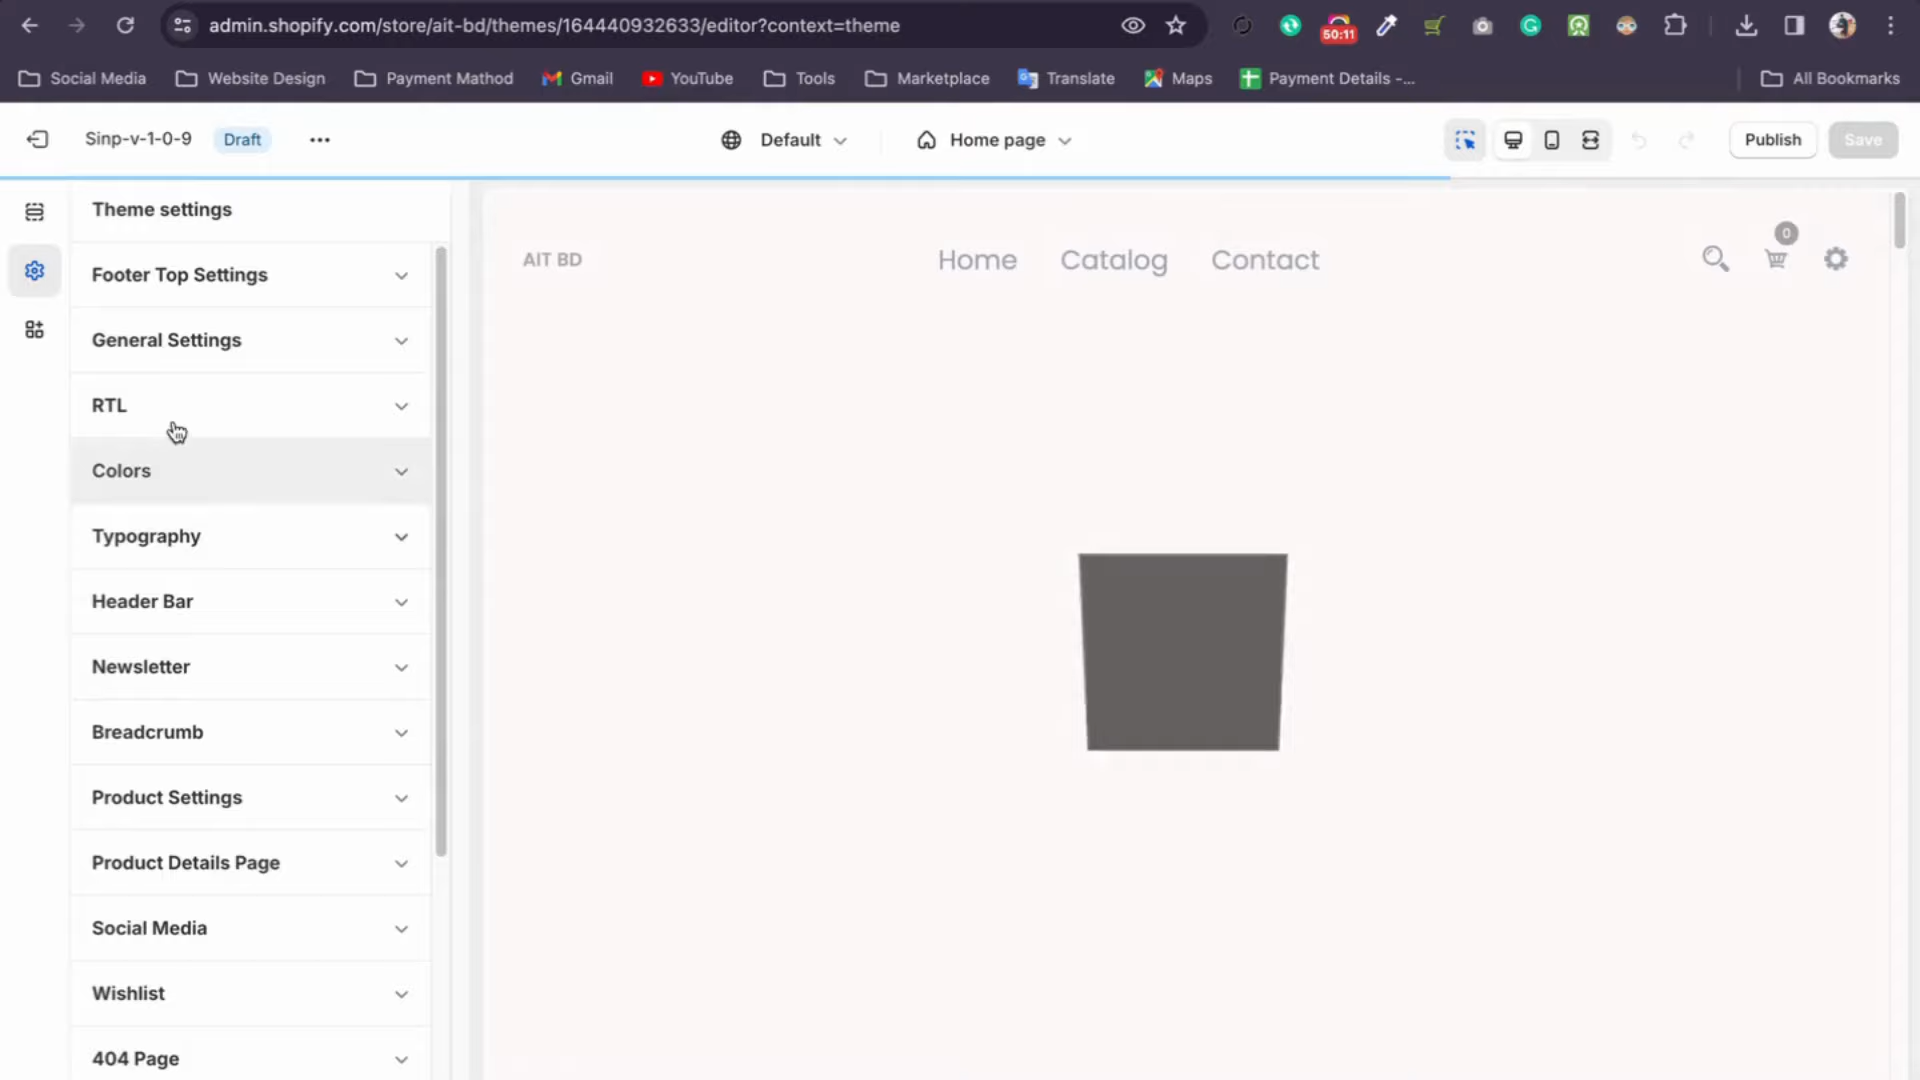 admin.shopify.com/store/ait-bd/themes/164440932633/editor?context=theme
50:11
Social Media
Website Design
Payment Mathod
Gmail
YouTube
Tools
Marketplace
Translate
Maps
Payment Details -...
All Bookmarks
Sinp-v-1-0-9
Draft
Default
Home page
Publish
Save
Theme settings
Footer Top Settings
General Settings
RTL
Colors
Typography
Header Bar
Newsletter
Breadcrumb
Product Settings
Product Details Page
Social Media
Wishlist
404 Page
AIT BD
Home
Catalog
Contact
0